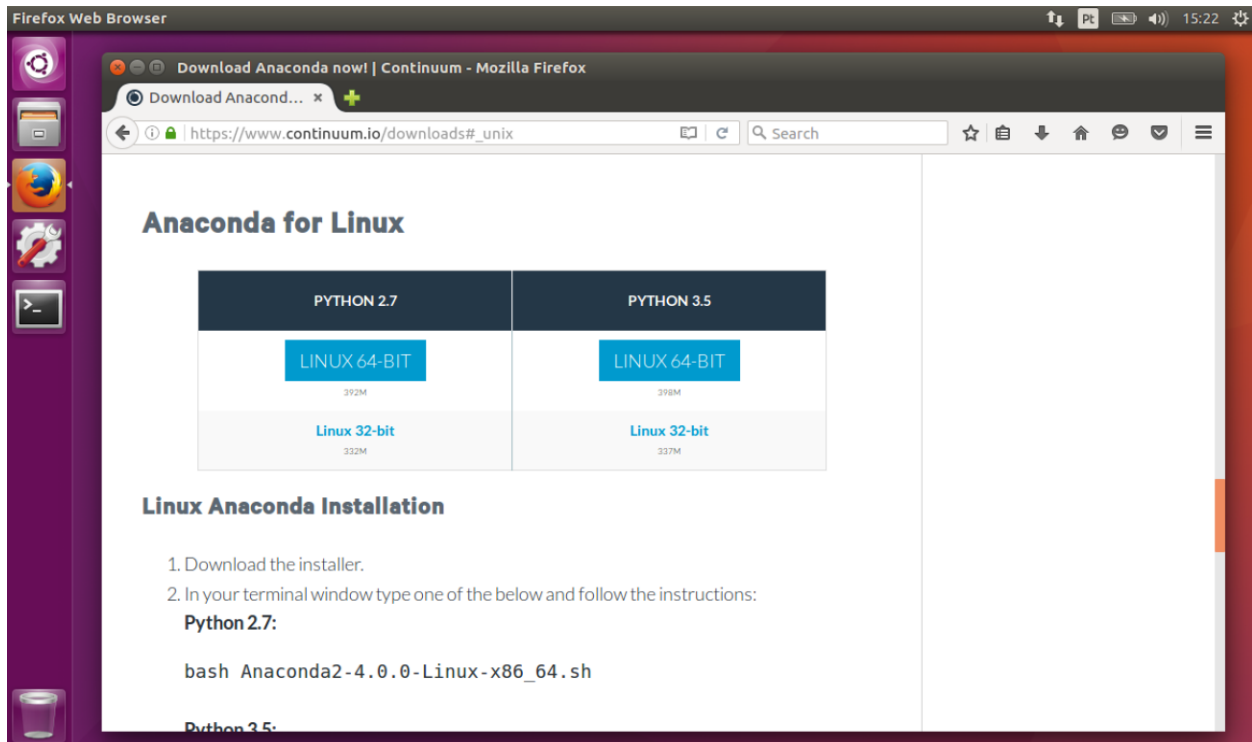 Firefox Web Browser
Pt
15:22
Download Anaconda now! | Continuum - Mozilla Firefox
Download Anacond...
https://www.continuum.io/downloads#_unix
Search
Anaconda for Linux
PYTHON 2.7
PYTHON 3.5
LINUX 64-BIT
LINUX 64-BIT
392M
398M
Linux 32-bit
Linux 32-bit
332M
337M
Linux Anaconda Installation
1. Download the installer.
2. In your terminal window type one of the below and follow the instructions:
Python 2.7:
bash Anaconda2-4.0.0-Linux-x86_64.sh
Python 3.5: